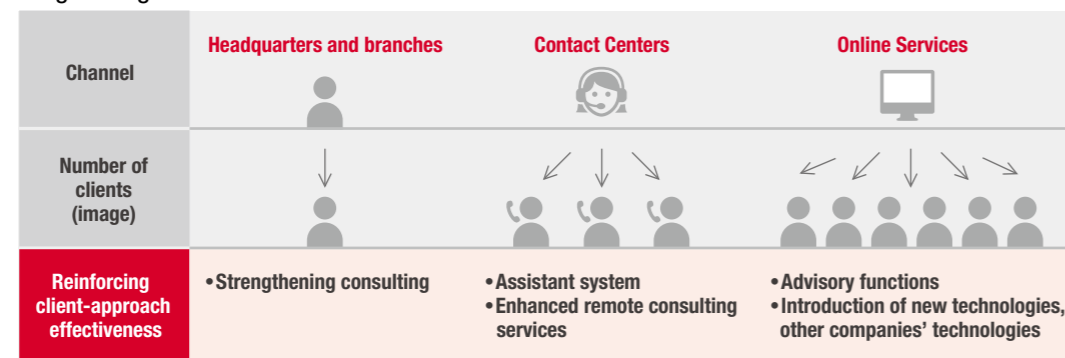 Channel
Headquarters and branches
Contact Centers
Online Services
Number of
clients
(image)
Reinforcing
client-approach
effectiveness
•Strengthening consulting
•Assistant system
•Enhanced remote consulting
services
•Advisory functions
•Introduction of new technologies,
other companies’ technologies